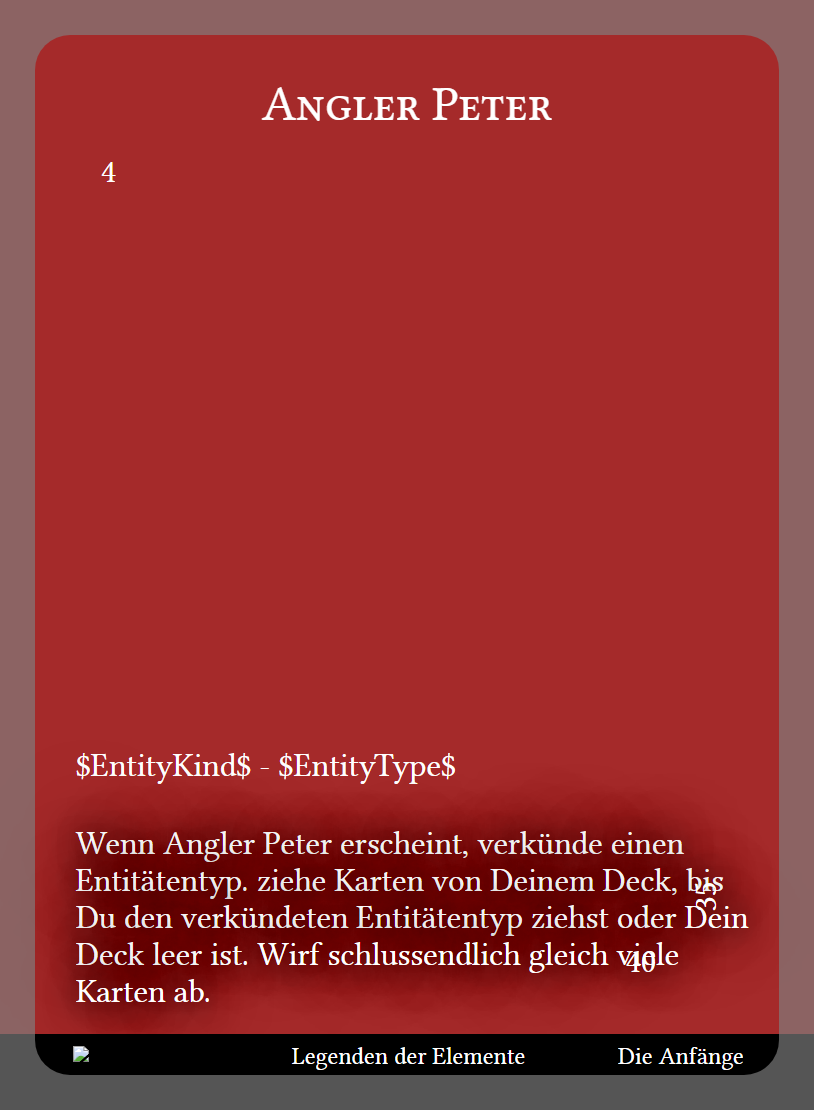 Angler Peter
4
$EntityKind$ - $EntityType$
Wenn Angler Peter erscheint, verkünde einen
Entitätentyp. ziehe Karten von Deinem Deck, bis
35
Du den verkündeten Entitätentyp ziehst oder Dein
Deck leer ist. Wirf schlussendlich gleich viele
40
Karten ab.
Legenden der Elemente
Die Anfänge